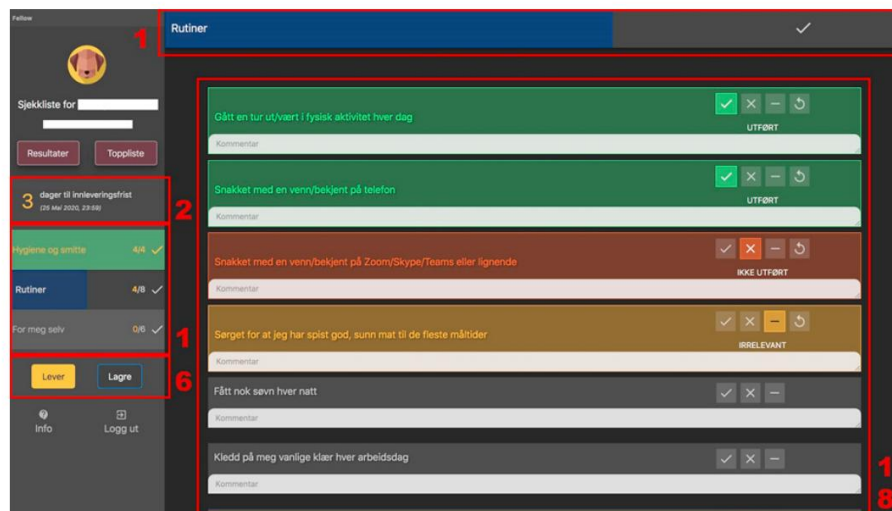 Fellow
Sjekkliste for
Resultater
Toppliste
3 dager til innleveringsfrist
(25 Mai 2020, 23:59)
2
Hygiene og smitte 4/4
Rutiner 4/8
For meg selv 0/6
1
Lever
Lagre
6
Info
Logg ut
1
Rutiner
Gått en tur ut/vært i fysisk aktivitet hver dag
UTFØRT
Kommentar
Snakket med en venn/bekjent på telefon
UTFØRT
Kommentar
Snakket med en venn/bekjent på Zoom/Skype/Teams eller lignende
IKKE UTFØRT
Kommentar
Sørget for at jeg har spist god, sunn mat til de fleste måltider
IRRELEVANT
Kommentar
Fått nok søvn hver natt
Kommentar
Kledd på meg vanlige klær hver arbeidsdag
Kommentar
1
8